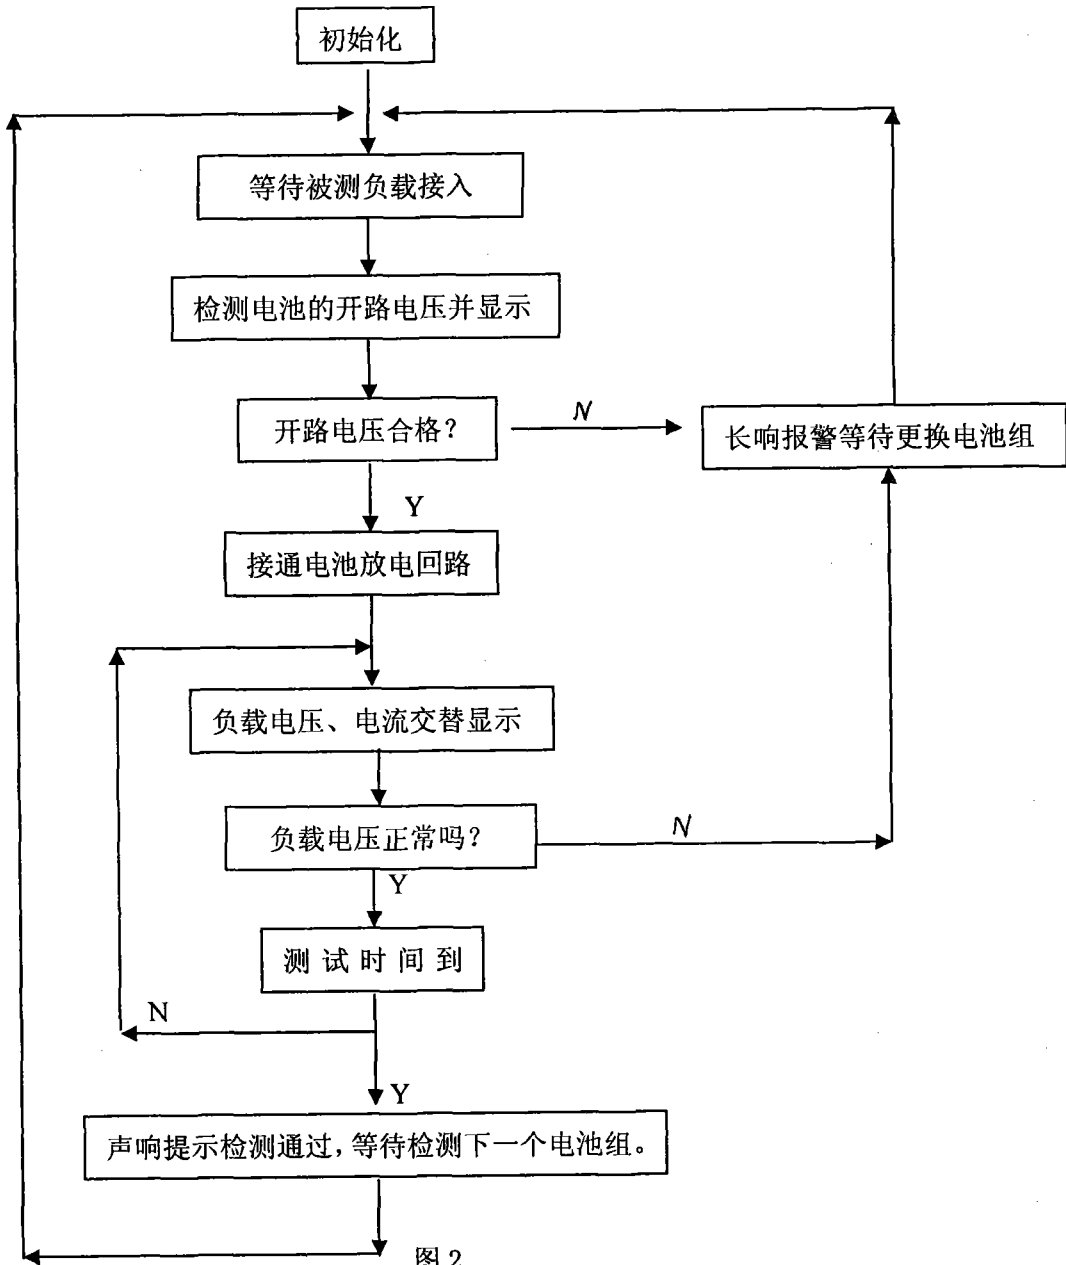 初始化
等待被测负载接入
检测电池的开路电压并显示
开路电压合格？
N
长响报警等待更换电池组
Y
接通电池放电回路
负载电压、电流交替显示
负载电压正常吗？
N
Y
测试时间到
N
Y
声响提示检测通过，等待检测下一个电池组。
图2